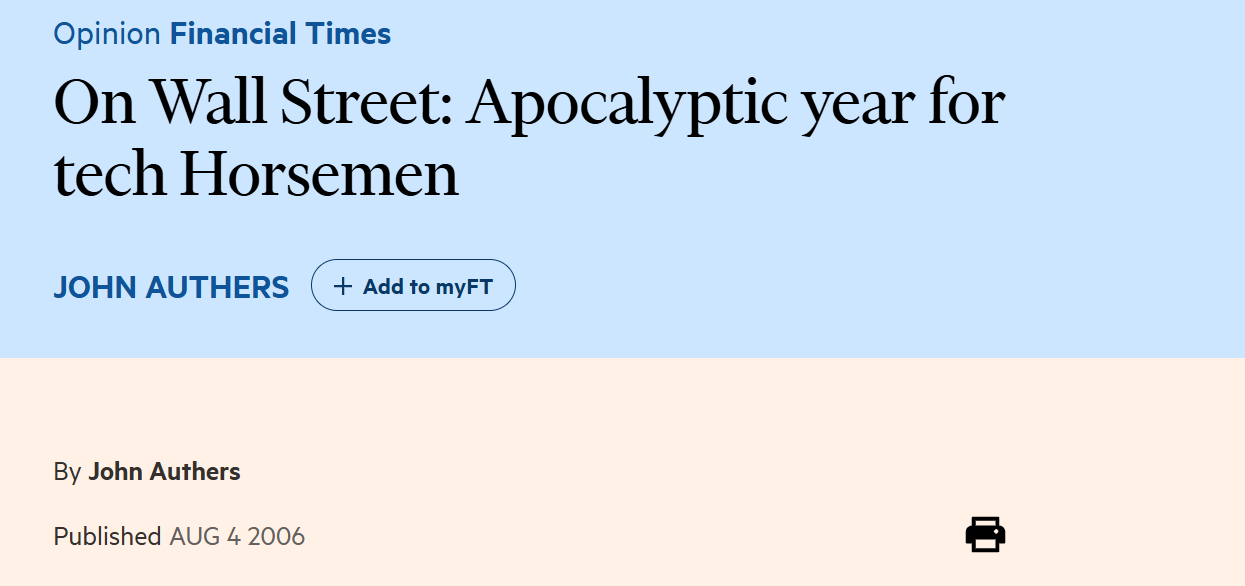 Opinion Financial Times
On Wall Street: Apocalyptic year for
tech Horsemen
JOHN AUTHERS + Add to myFT
By John Authers
Published AUG 4 2006